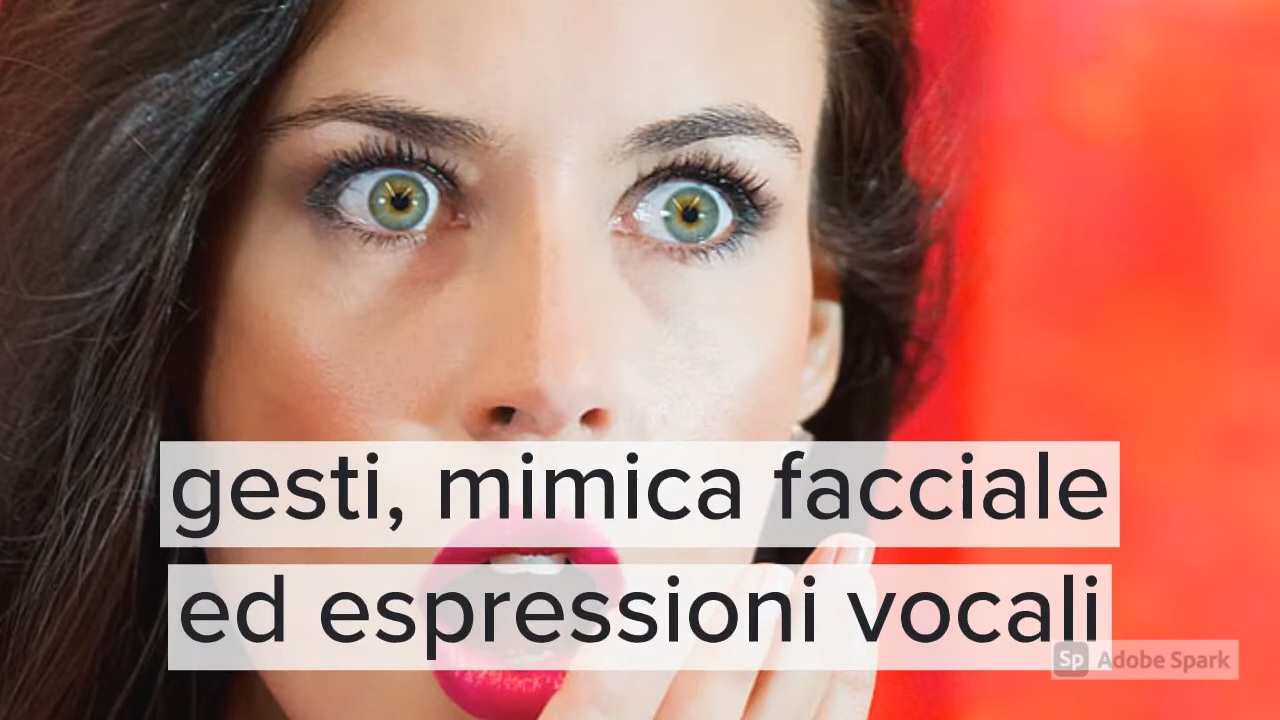 gesti, mimica facciale
ed espressioni vocali
Sp Adobe Spark